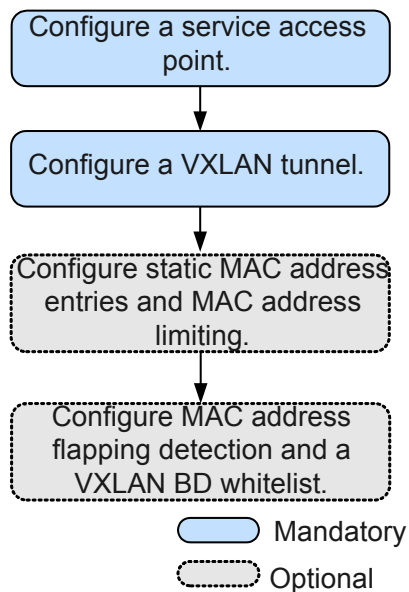 Configure a service access
point.
Configure a VXLAN tunnel.
Configure static MAC address
entries and MAC address
limiting.
Configure MAC address
flapping detection and a
VXLAN BD whitelist.
Mandatory
Optional